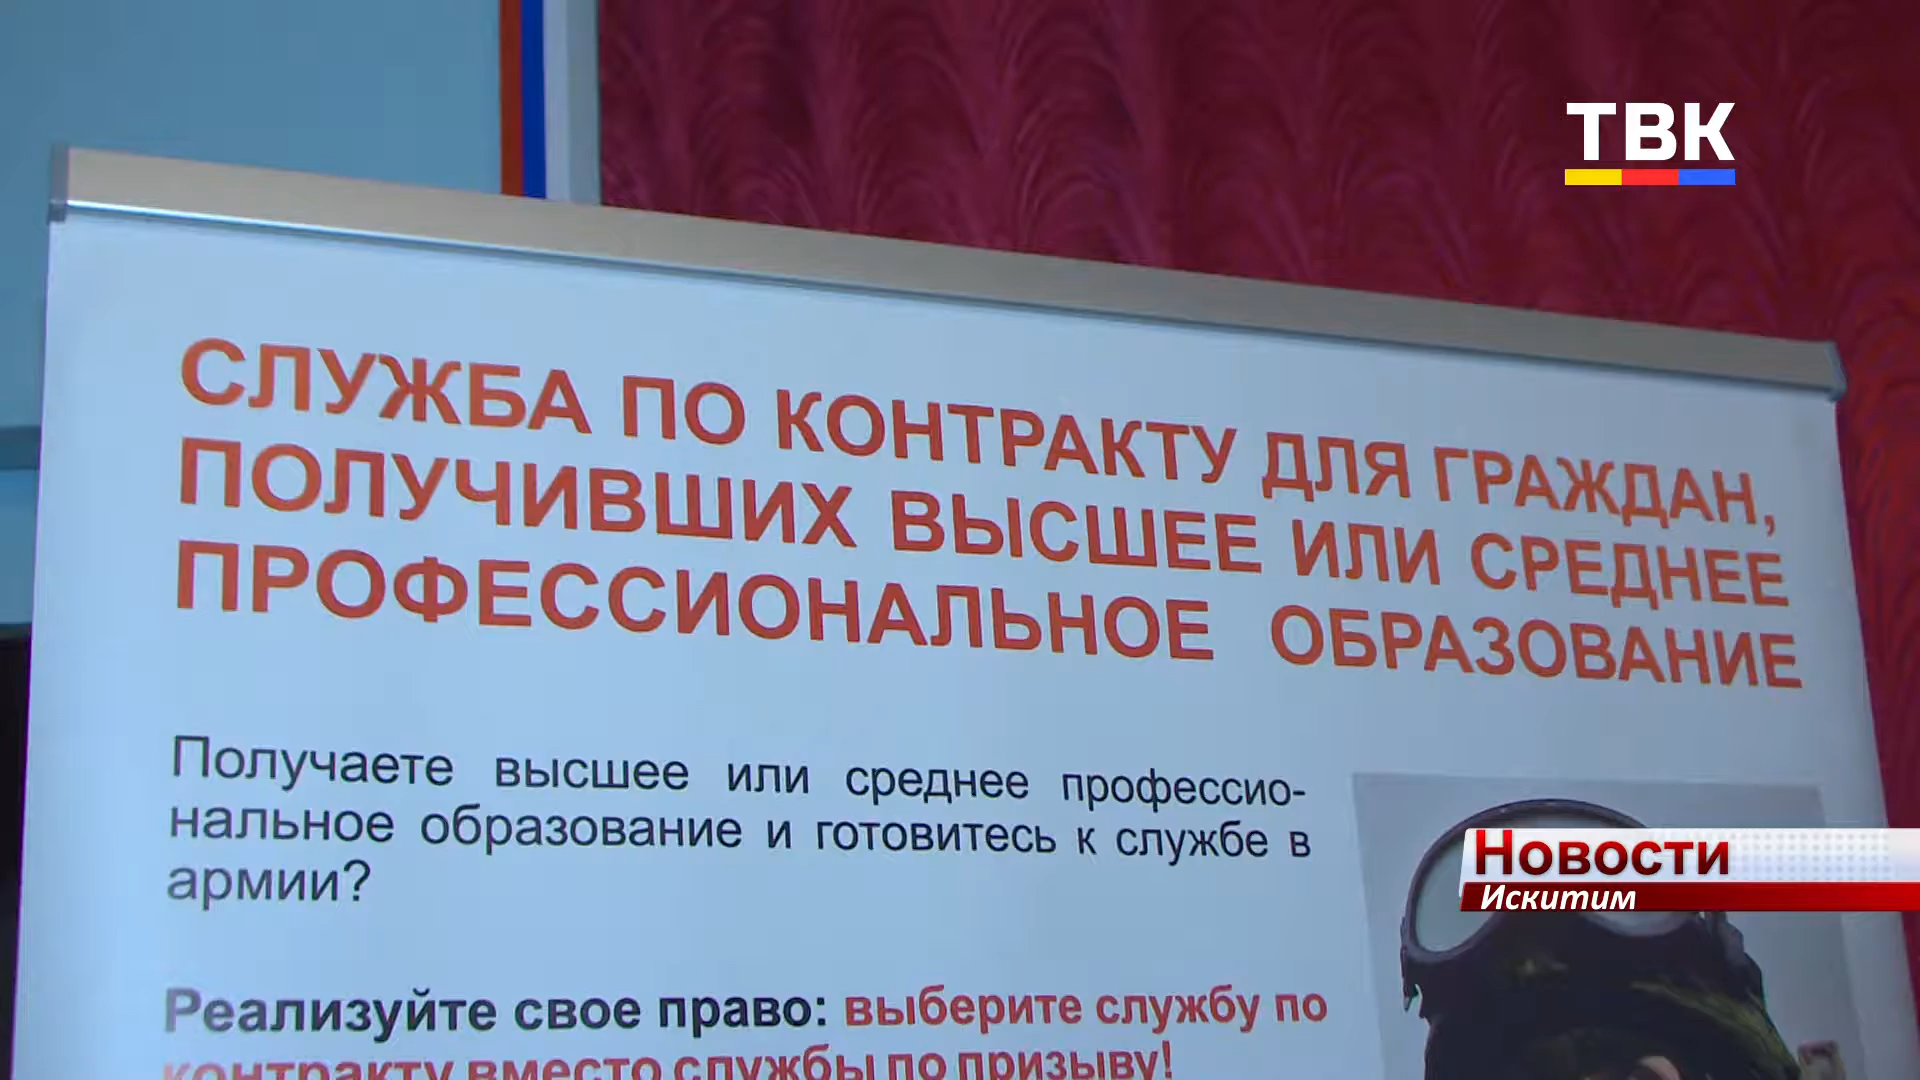 ТВК
СЛУЖБА ПО КОНТРАКТУ ДЛЯ ГРАЖДАН,
ПОЛУЧИВШИХ ВЫСШЕЕ ИЛИ СРЕДНЕЕ
ПРОФЕССИОНАЛЬНОЕ ОБРАЗОВАНИЕ
Получаете высшее или среднее профессио-
нальное образование и готовитесь к службе в
армии?
Реализуйте свое право: выберите службу по
контракту вместо службы по призыву!
Новости
Искитим